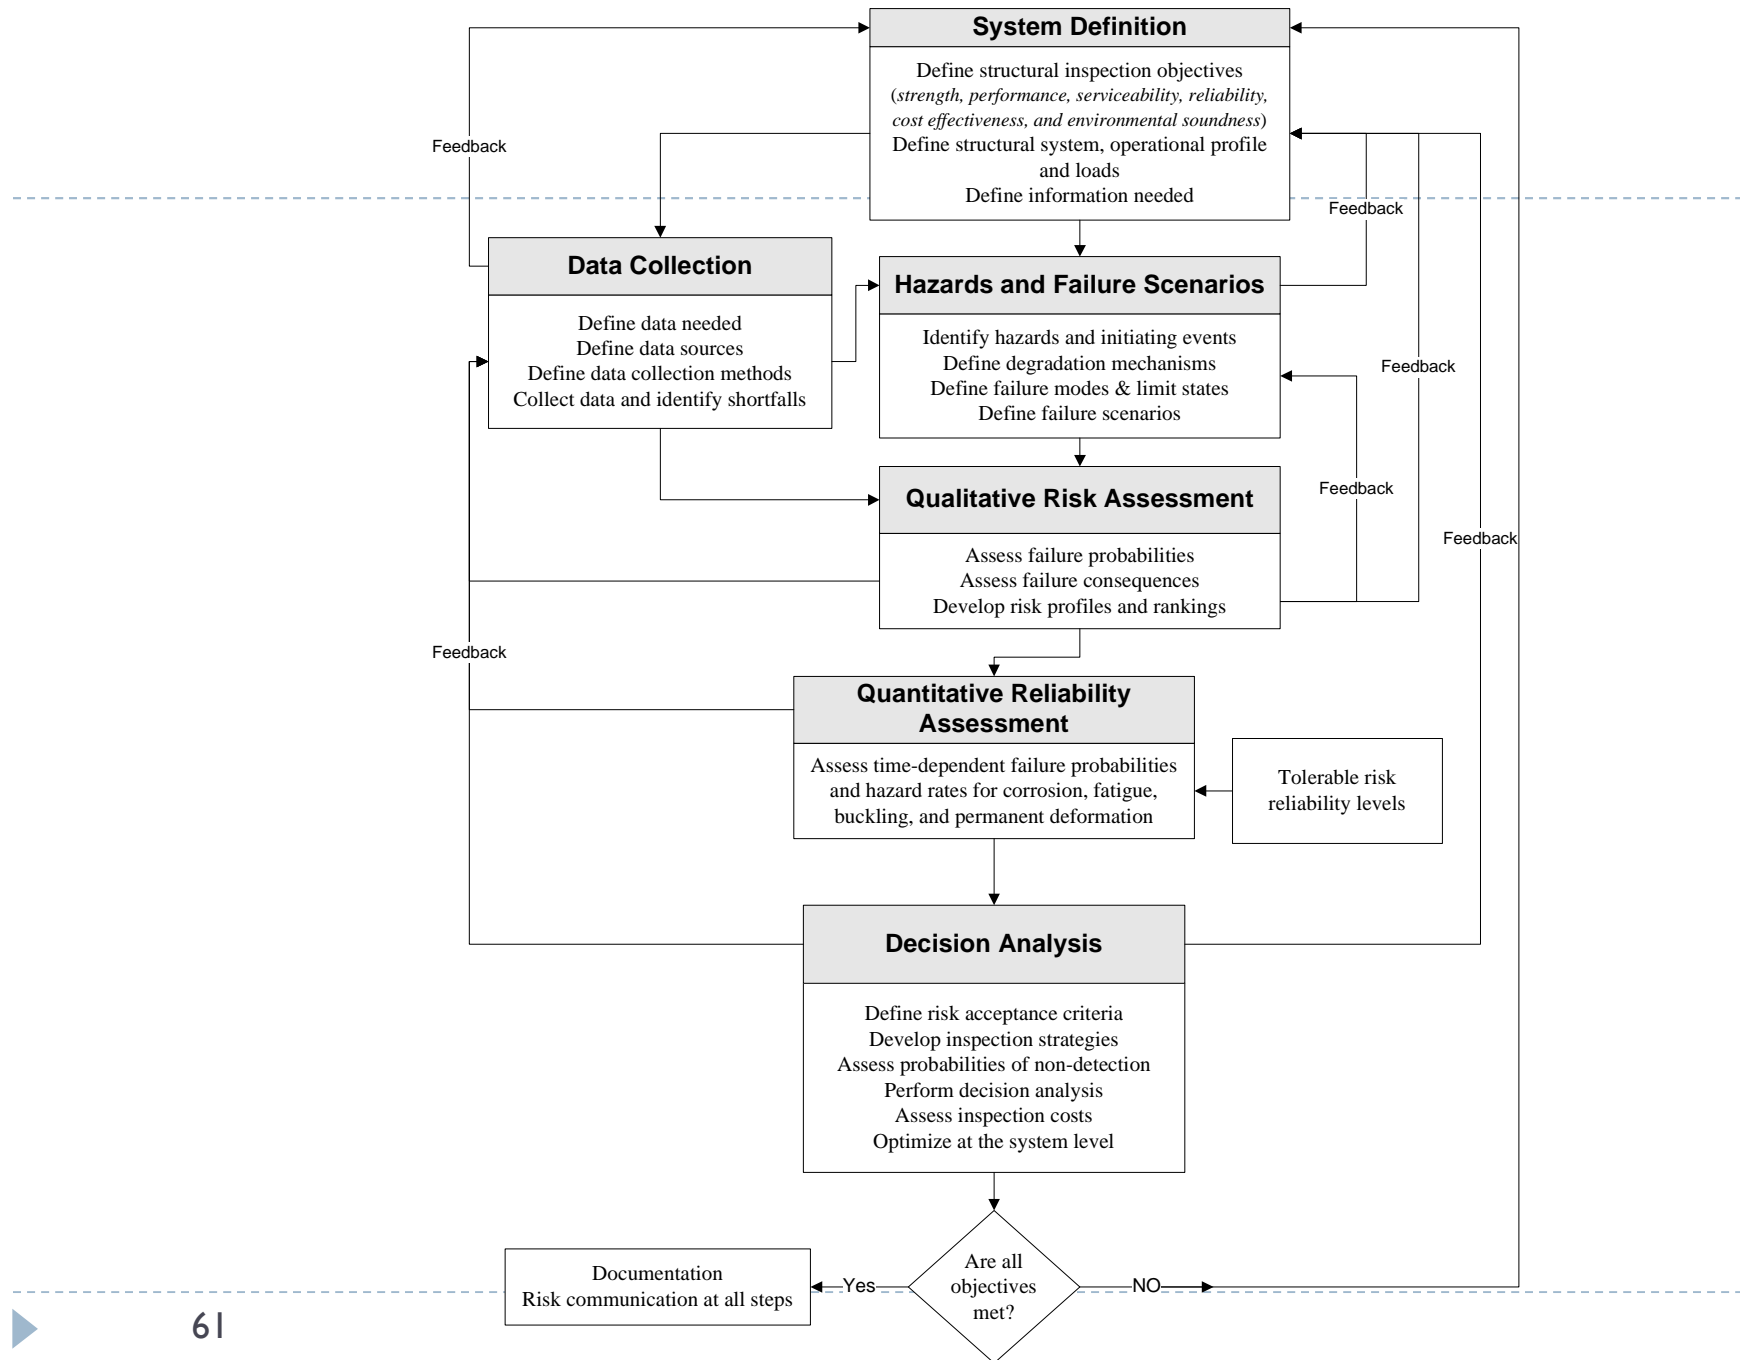 System Definition
Define structural inspection objectives
(strength, performance, serviceability, reliability,
cost effectiveness, and environmental soundness)
Define structural system, operational profile
and loads
Define information needed
Feedback
Feedback
Data Collection
Define data needed
Define data sources
Define data collection methods
Collect data and identify shortfalls
Hazards and Failure Scenarios
Identify hazards and initiating events
Define degradation mechanisms
Define failure modes & limit states
Define failure scenarios
Feedback
Qualitative Risk Assessment
Assess failure probabilities
Assess failure consequences
Develop risk profiles and rankings
Feedback
Feedback
Feedback
Quantitative Reliability
Assessment
Assess time-dependent failure probabilities
and hazard rates for corrosion, fatigue,
buckling, and permanent deformation
Tolerable risk
reliability levels
Decision Analysis
Define risk acceptance criteria
Develop inspection strategies
Assess probabilities of non-detection
Perform decision analysis
Assess inspection costs
Optimize at the system level
Are all
objectives
met?
Yes
NO
Documentation
Risk communication at all steps
61